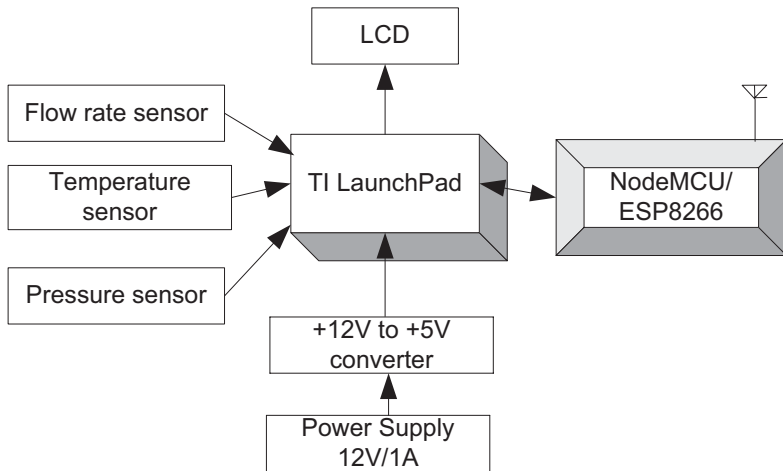 LCD
Flow rate sensor
Temperature
sensor
Pressure sensor
TI LaunchPad
NodeMCU/
ESP8266
+12V to +5V
converter
Power Supply
12V/1A